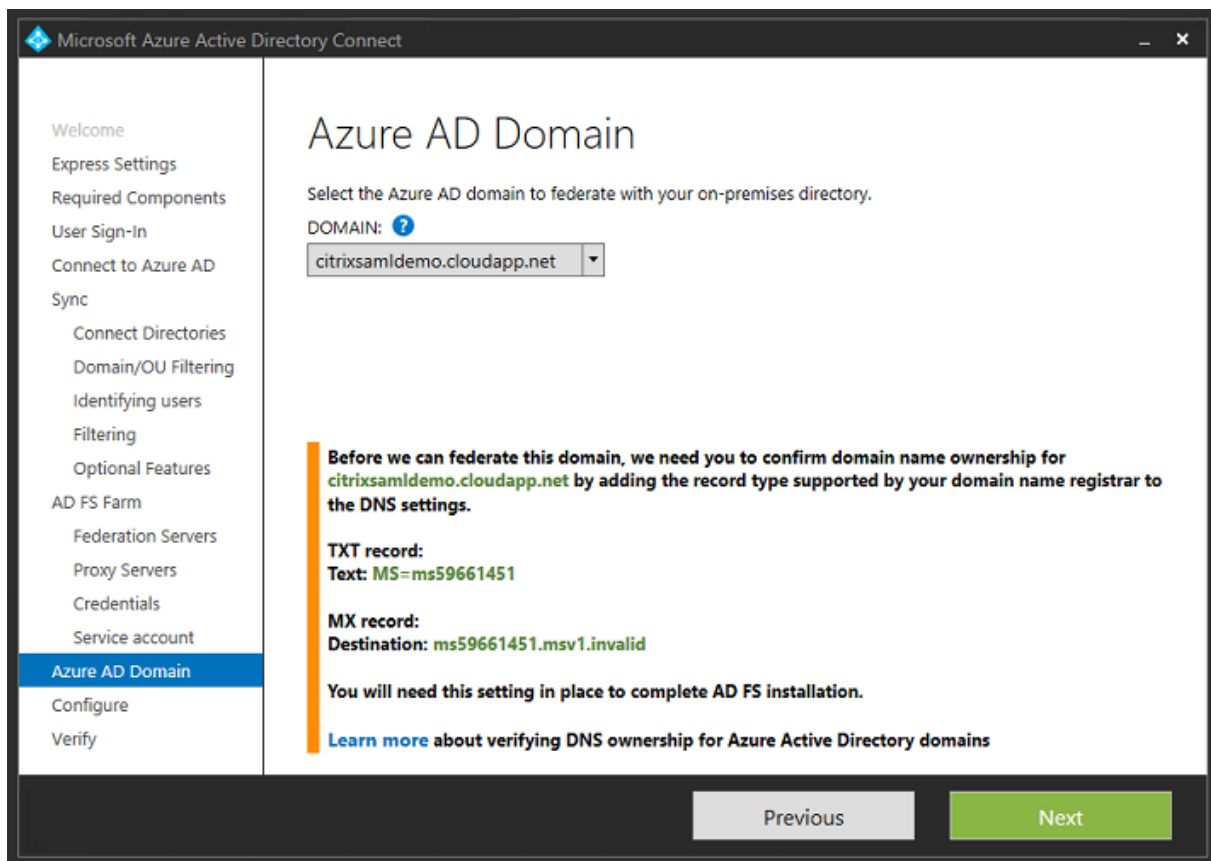 Microsoft Azure Active Directory Connect
Welcome
Express Settings
Required Components
User Sign-In
Connect to Azure AD
Sync
Connect Directories
Domain/OU Filtering
Identifying users
Filtering
Optional Features
AD FS Farm
Federation Servers
Proxy Servers
Credentials
Service account
Azure AD Domain
Configure
Verify
Azure AD Domain
Select the Azure AD domain to federate with your on-premises directory.
DOMAIN: ?
citrixsamldemo.cloudapp.net
Before we can federate this domain, we need you to confirm domain name ownership for
citrixsamldemo.cloudapp.net by adding the record type supported by your domain name registrar to
the DNS settings.
TXT record:
Text: MS=ms59661451
MX record:
Destination: ms59661451.msv1.invalid
You will need this setting in place to complete AD FS installation.
Learn more about verifying DNS ownership for Azure Active Directory domains
Previous
Next